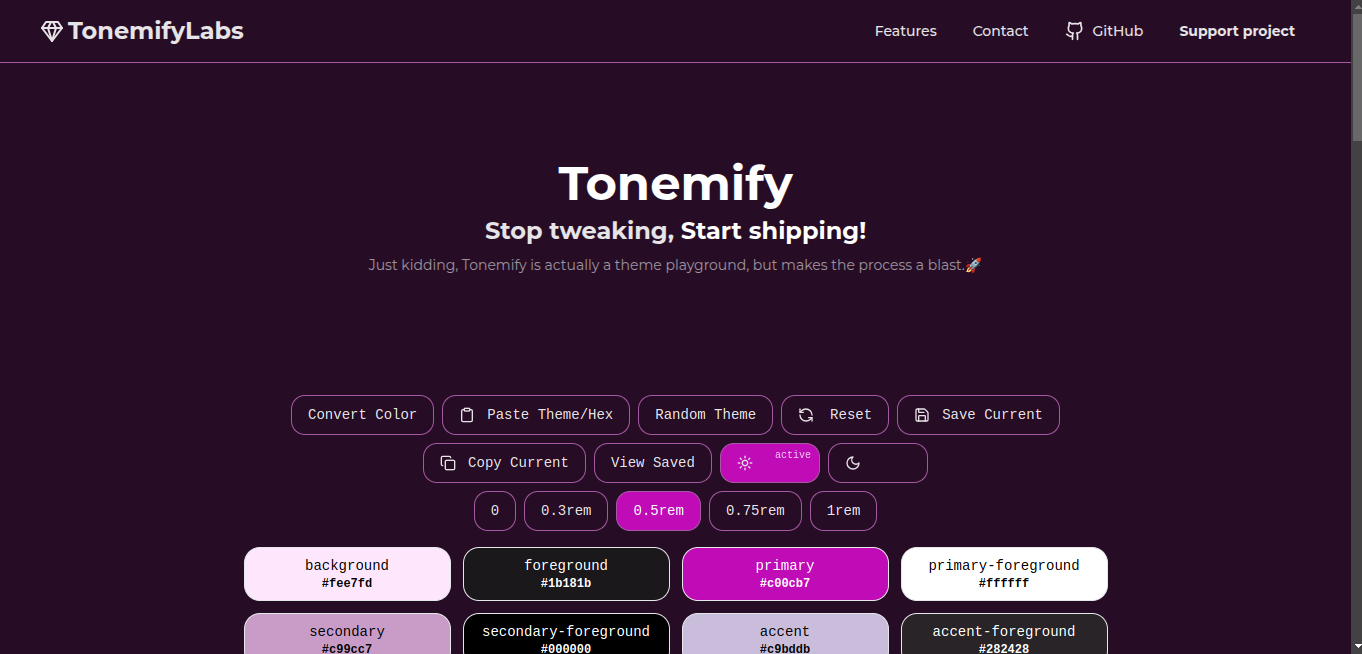 TonemifyLabs Features Contact GitHub Support project
Tonemify
Stop tweaking, Start shipping!
Just kidding, Tonemify is actually a theme playground, but makes the process a blast.🚀
Convert Color Paste Theme/Hex Random Theme Reset Save Current
Copy Current View Saved active
0 0.3rem 0.5rem 0.75rem 1rem
background foreground primary primary-foreground
#fee7fd #1b181b #c00cb7 #ffffff
secondary secondary-foreground accent accent-foreground
#c99cc7 #000000 #c9bddb #282428